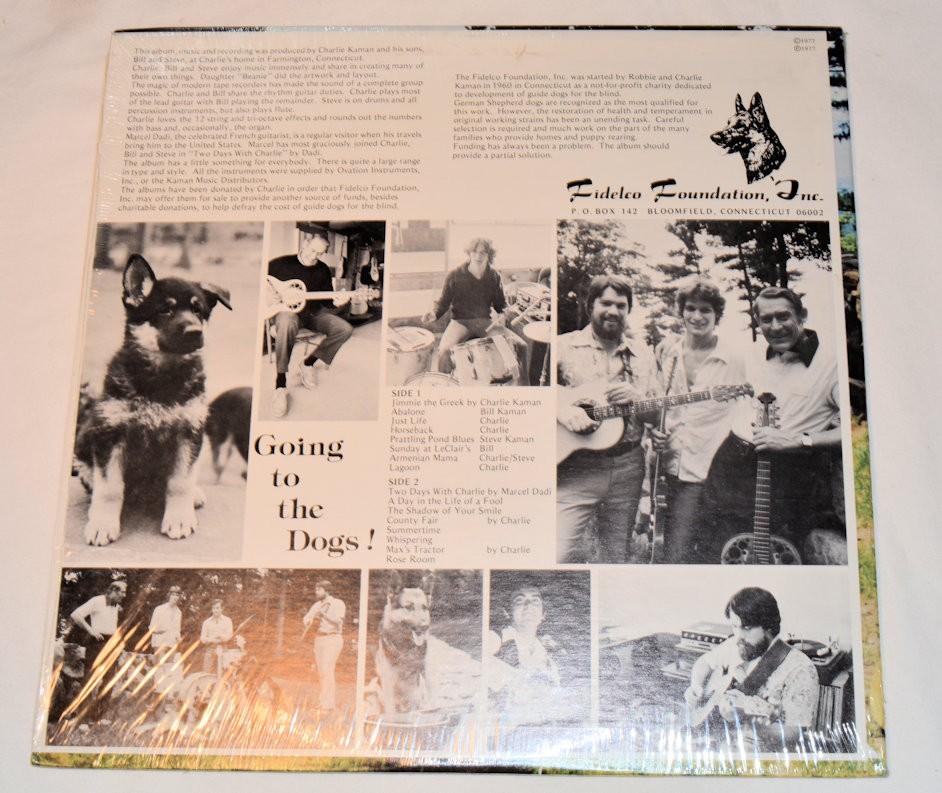 This album, music and recording was produced by Charlie Kaman and his sons,
Bill and Steve, at Charlie's home in Farmington, Connecticut.
Charlie, Bill and Steve enjoy music immensely and share in creating many of
their own things. Daughter "Beanie" did the artwork and layout.
The magic of modern tape recorders has made the sound of a complete group
possible. Charlie and Bill share the rhythm guitar duties. Charlie plays most
of the lead guitar with Bill playing the remainder. Steve is on drums and all
percussion instruments, but also plays flute.
Charlie loves the 12 string and tri-octave effects and rounds out the numbers
with bass and, occasionally, the organ.
Marcel Dadi, the celebrated French guitarist, is a regular visitor when his travels
bring him to the United States. Marcel has most graciously joined Charlie,
Bill and Steve in "Two Days With Charlie" by Dadi.
The album has a little something for everybody. There is quite a large range
in type and style. All the instruments were supplied by Ovation Instruments,
Inc., or the Kaman Music Distributors.
The albums have been donated by Charlie in order that Fidelco Foundation,
Inc. may offer them for sale to provide another source of funds, besides
charitable donations, to help defray the cost of guide dogs for the blind.
©1977
©1977
The Fidelco Foundation, Inc. was started by Robbie and Charlie
Kaman in 1960 in Connecticut as a not-for-profit charity dedicated
to development of guide dogs for the blind.
German Shepherd dogs are recognized as the most qualified for
this work. However, the restoration of health and temperament in
original working strains has been an unending task. Careful
selection is required and much work on the part of the many
families who provide homes and puppy rearing.
Funding has always been a problem. The album should
provide a partial solution.
Fidelco Foundation, Inc.
P.O. BOX 142 BLOOMFIELD, CONNECTICUT 06002
Going
to
the
Dogs!
SIDE 1
Jimmie the Greek by Charlie Kaman
Abalone Bill Kaman
Just Life Charlie
Horseback Charlie
Prattling Pond Blues Steve Kaman
Sunday at LeClair's Bill
Armenian Mama Charlie/Steve
Lagoon Charlie
SIDE 2
Two Days With Charlie by Marcel Dadi
A Day in the Life of a Fool
The Shadow of Your Smile
County Fair by Charlie
Summertime
Whispering
Max's Tractor by Charlie
Rose Room